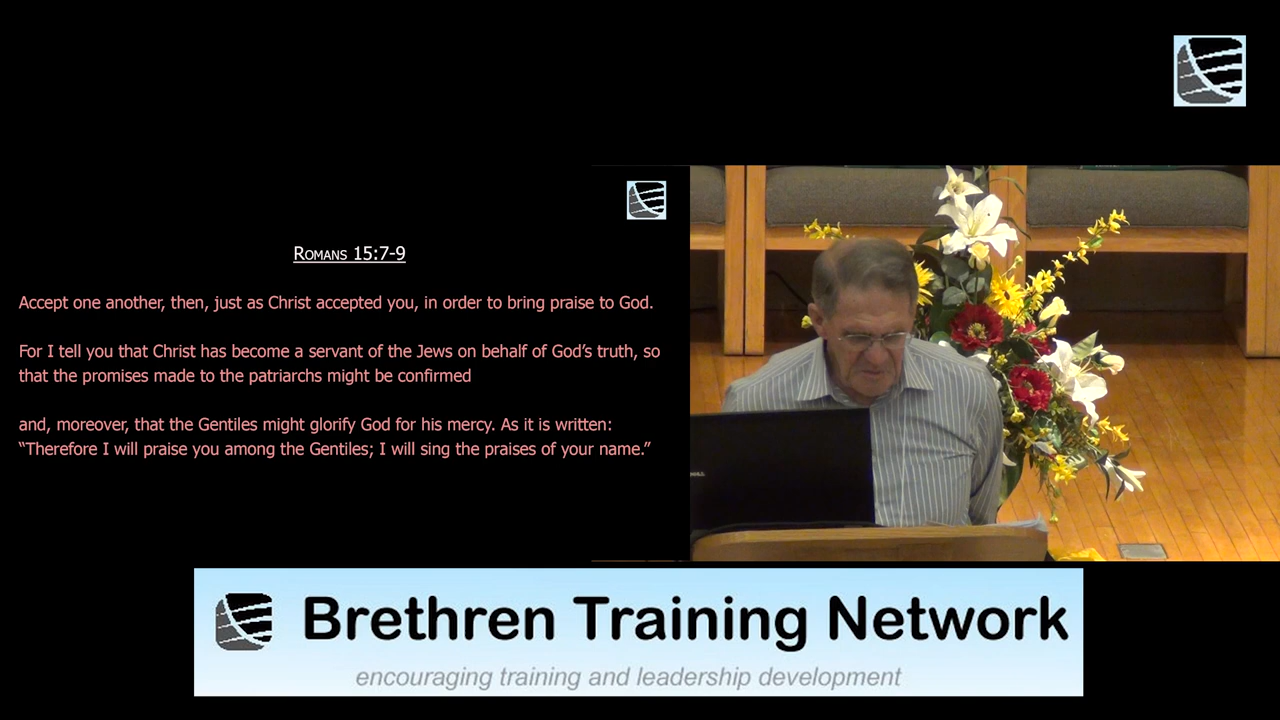 Romans 15:7-9
Accept one another, then, just as Christ accepted you, in order to bring praise to God.
For I tell you that Christ has become a servant of the Jews on behalf of God’s truth, so
that the promises made to the patriarchs might be confirmed
and, moreover, that the Gentiles might glorify God for his mercy. As it is written:
“Therefore I will praise you among the Gentiles; I will sing the praises of your name.”
Brethren Training Network
encouraging training and leadership development